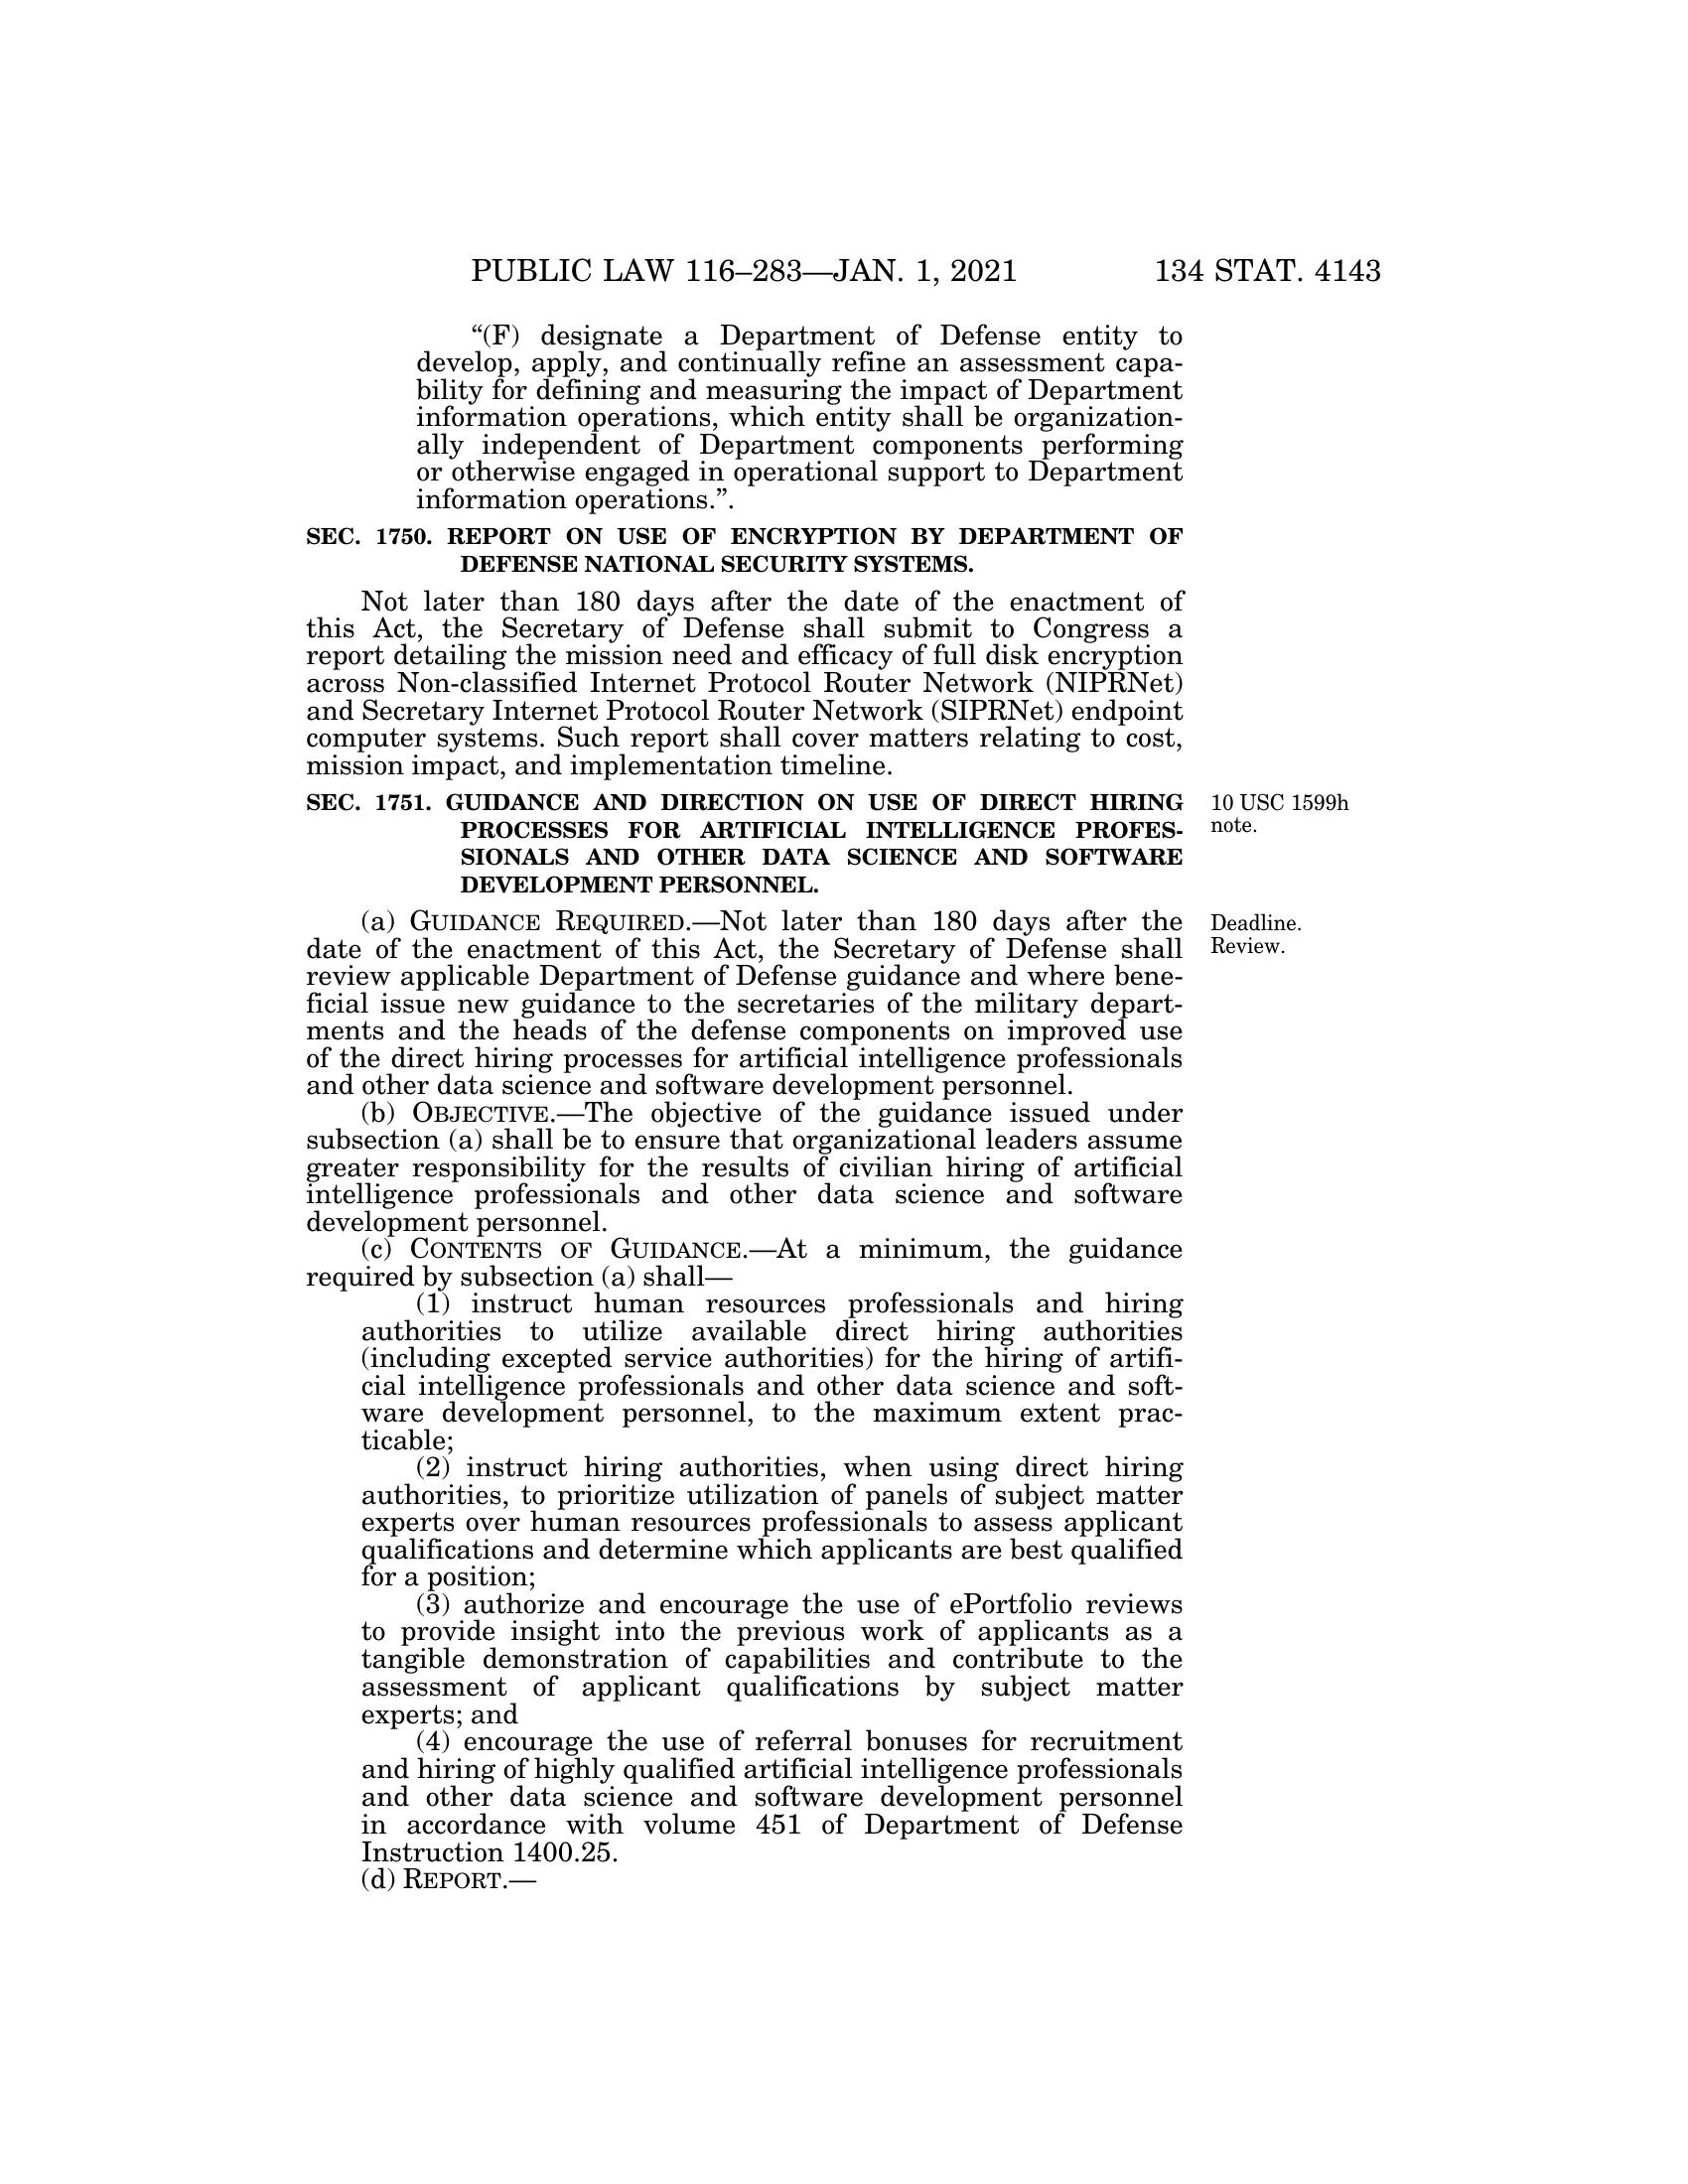 PUBLIC LAW 116–283—JAN. 1, 2021 134 STAT. 4143
“(F) designate a Department of Defense entity to
develop, apply, and continually refine an assessment capa-
bility for defining and measuring the impact of Department
information operations, which entity shall be organization-
ally independent of Department components performing
or otherwise engaged in operational support to Department
information operations.”.
SEC. 1750. REPORT ON USE OF ENCRYPTION BY DEPARTMENT OF
DEFENSE NATIONAL SECURITY SYSTEMS.
Not later than 180 days after the date of the enactment of
this Act, the Secretary of Defense shall submit to Congress a
report detailing the mission need and efficacy of full disk encryption
across Non-classified Internet Protocol Router Network (NIPRNet)
and Secretary Internet Protocol Router Network (SIPRNet) endpoint
computer systems. Such report shall cover matters relating to cost,
mission impact, and implementation timeline.
SEC. 1751. GUIDANCE AND DIRECTION ON USE OF DIRECT HIRING
PROCESSES FOR ARTIFICIAL INTELLIGENCE PROFES-
SIONALS AND OTHER DATA SCIENCE AND SOFTWARE
DEVELOPMENT PERSONNEL.
10 USC 1599h
note.
(a) GUIDANCE REQUIRED.—Not later than 180 days after the
date of the enactment of this Act, the Secretary of Defense shall
review applicable Department of Defense guidance and where bene-
ficial issue new guidance to the secretaries of the military depart-
ments and the heads of the defense components on improved use
of the direct hiring processes for artificial intelligence professionals
and other data science and software development personnel.
Deadline.
Review.
(b) OBJECTIVE.—The objective of the guidance issued under
subsection (a) shall be to ensure that organizational leaders assume
greater responsibility for the results of civilian hiring of artificial
intelligence professionals and other data science and software
development personnel.
(c) CONTENTS OF GUIDANCE.—At a minimum, the guidance
required by subsection (a) shall—
(1) instruct human resources professionals and hiring
authorities to utilize available direct hiring authorities
(including excepted service authorities) for the hiring of artifi-
cial intelligence professionals and other data science and soft-
ware development personnel, to the maximum extent prac-
ticable;
(2) instruct hiring authorities, when using direct hiring
authorities, to prioritize utilization of panels of subject matter
experts over human resources professionals to assess applicant
qualifications and determine which applicants are best qualified
for a position;
(3) authorize and encourage the use of ePortfolio reviews
to provide insight into the previous work of applicants as a
tangible demonstration of capabilities and contribute to the
assessment of applicant qualifications by subject matter
experts; and
(4) encourage the use of referral bonuses for recruitment
and hiring of highly qualified artificial intelligence professionals
and other data science and software development personnel
in accordance with volume 451 of Department of Defense
Instruction 1400.25.
(d) REPORT.—